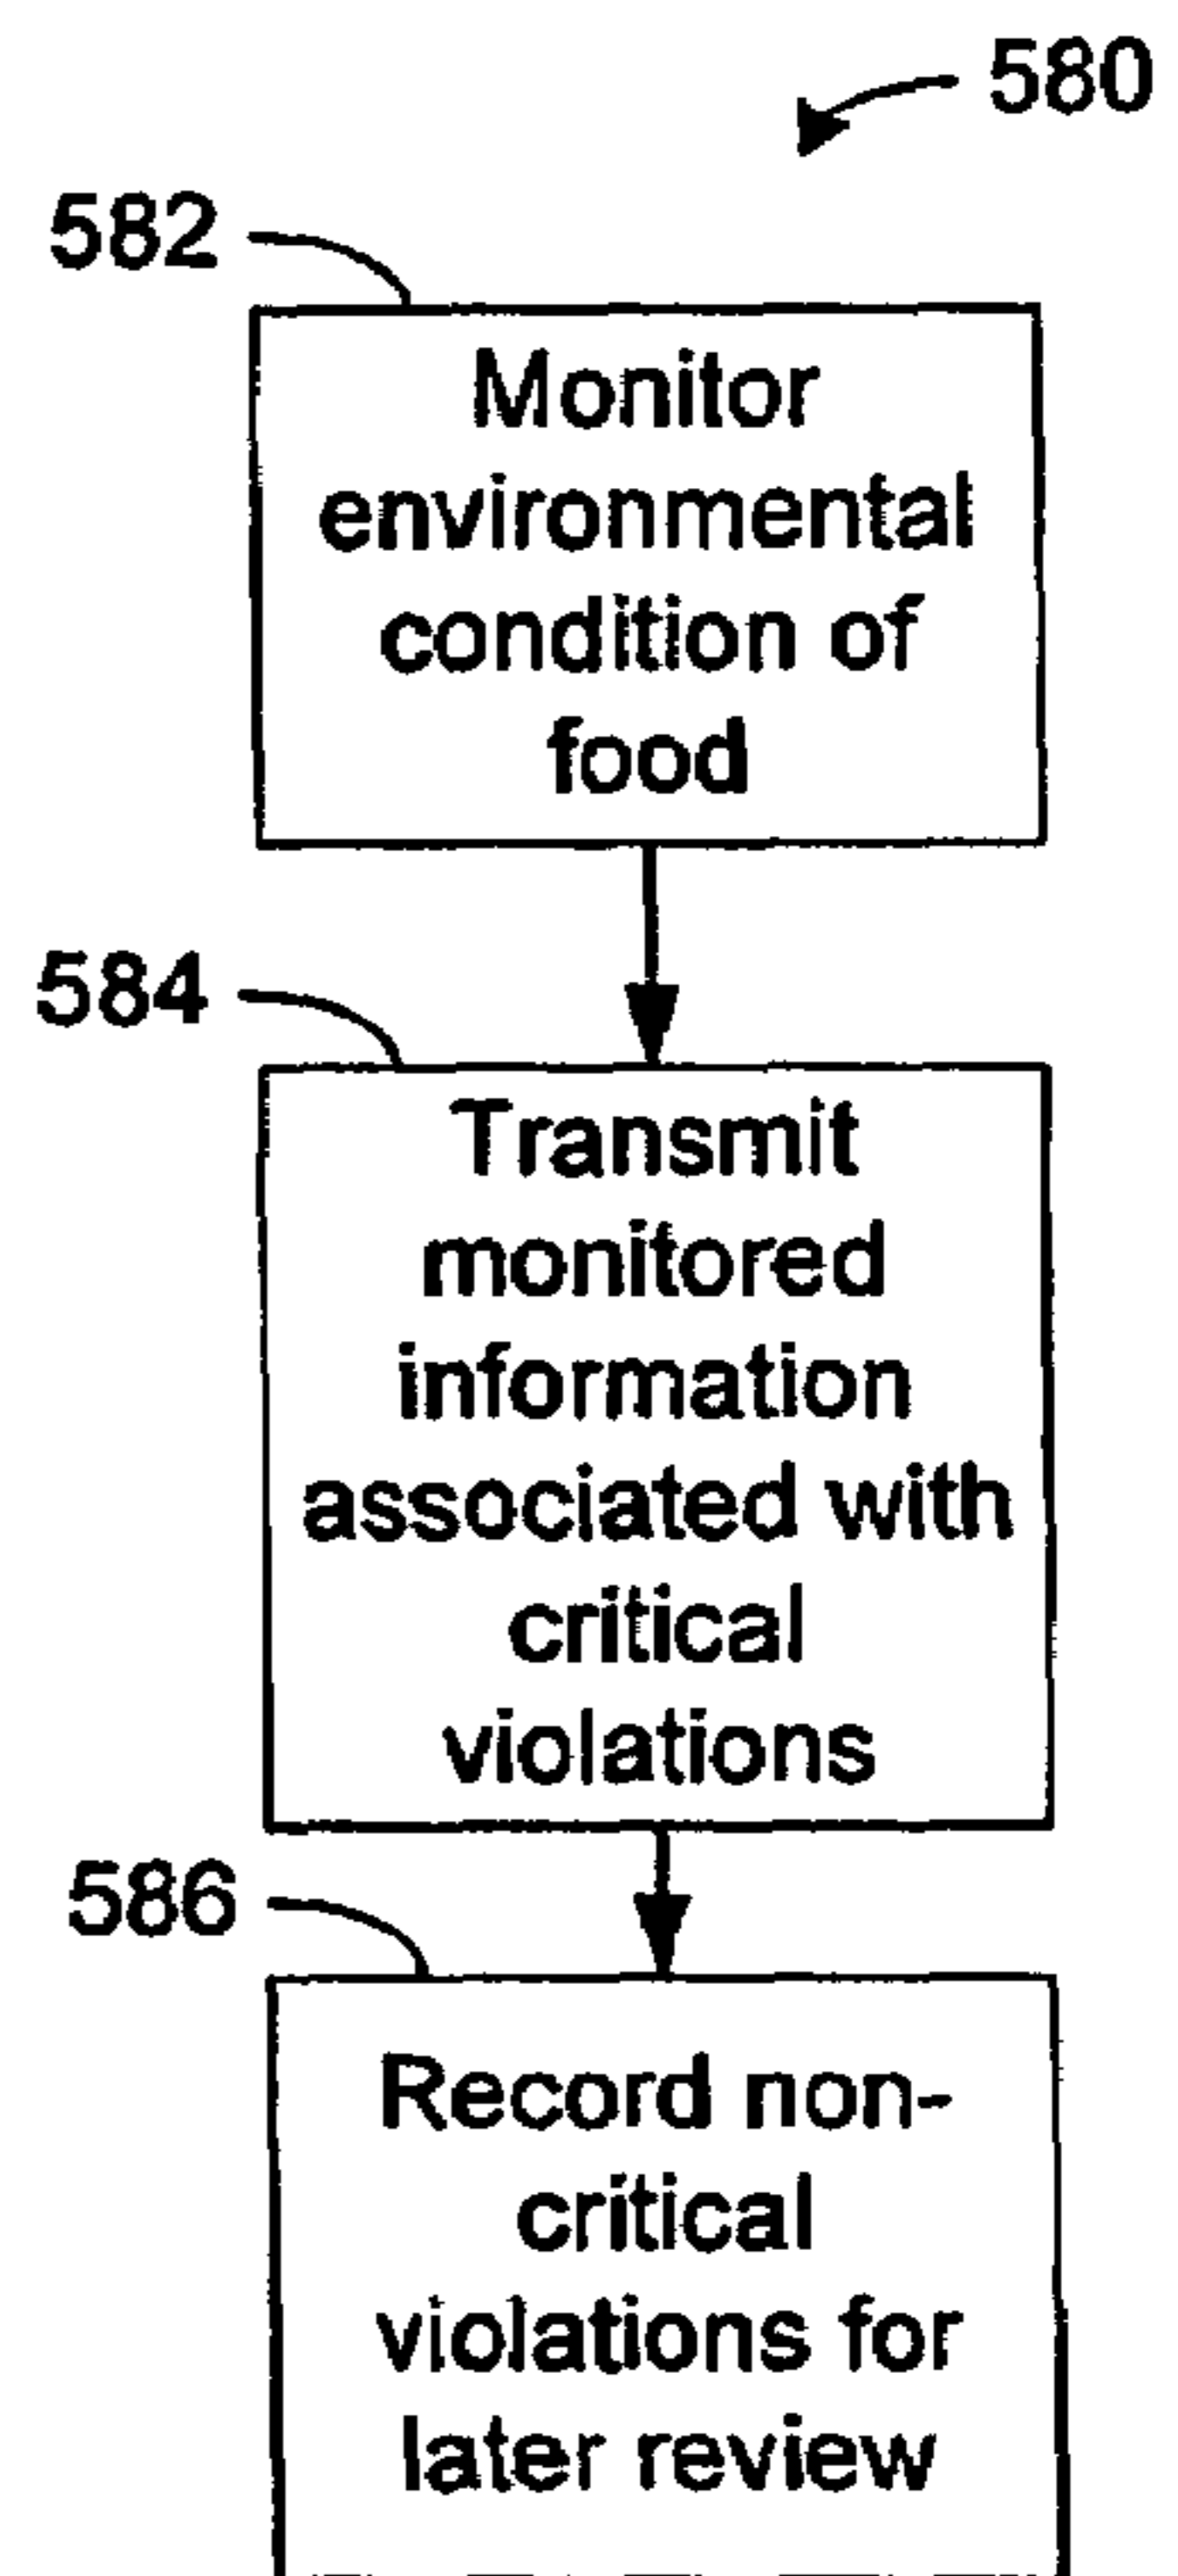 580
582
Monitor
environmental
condition of
food
584
Transmit
monitored
information
associated with
critical
violations
586
Record non-
critical
violations for
later review